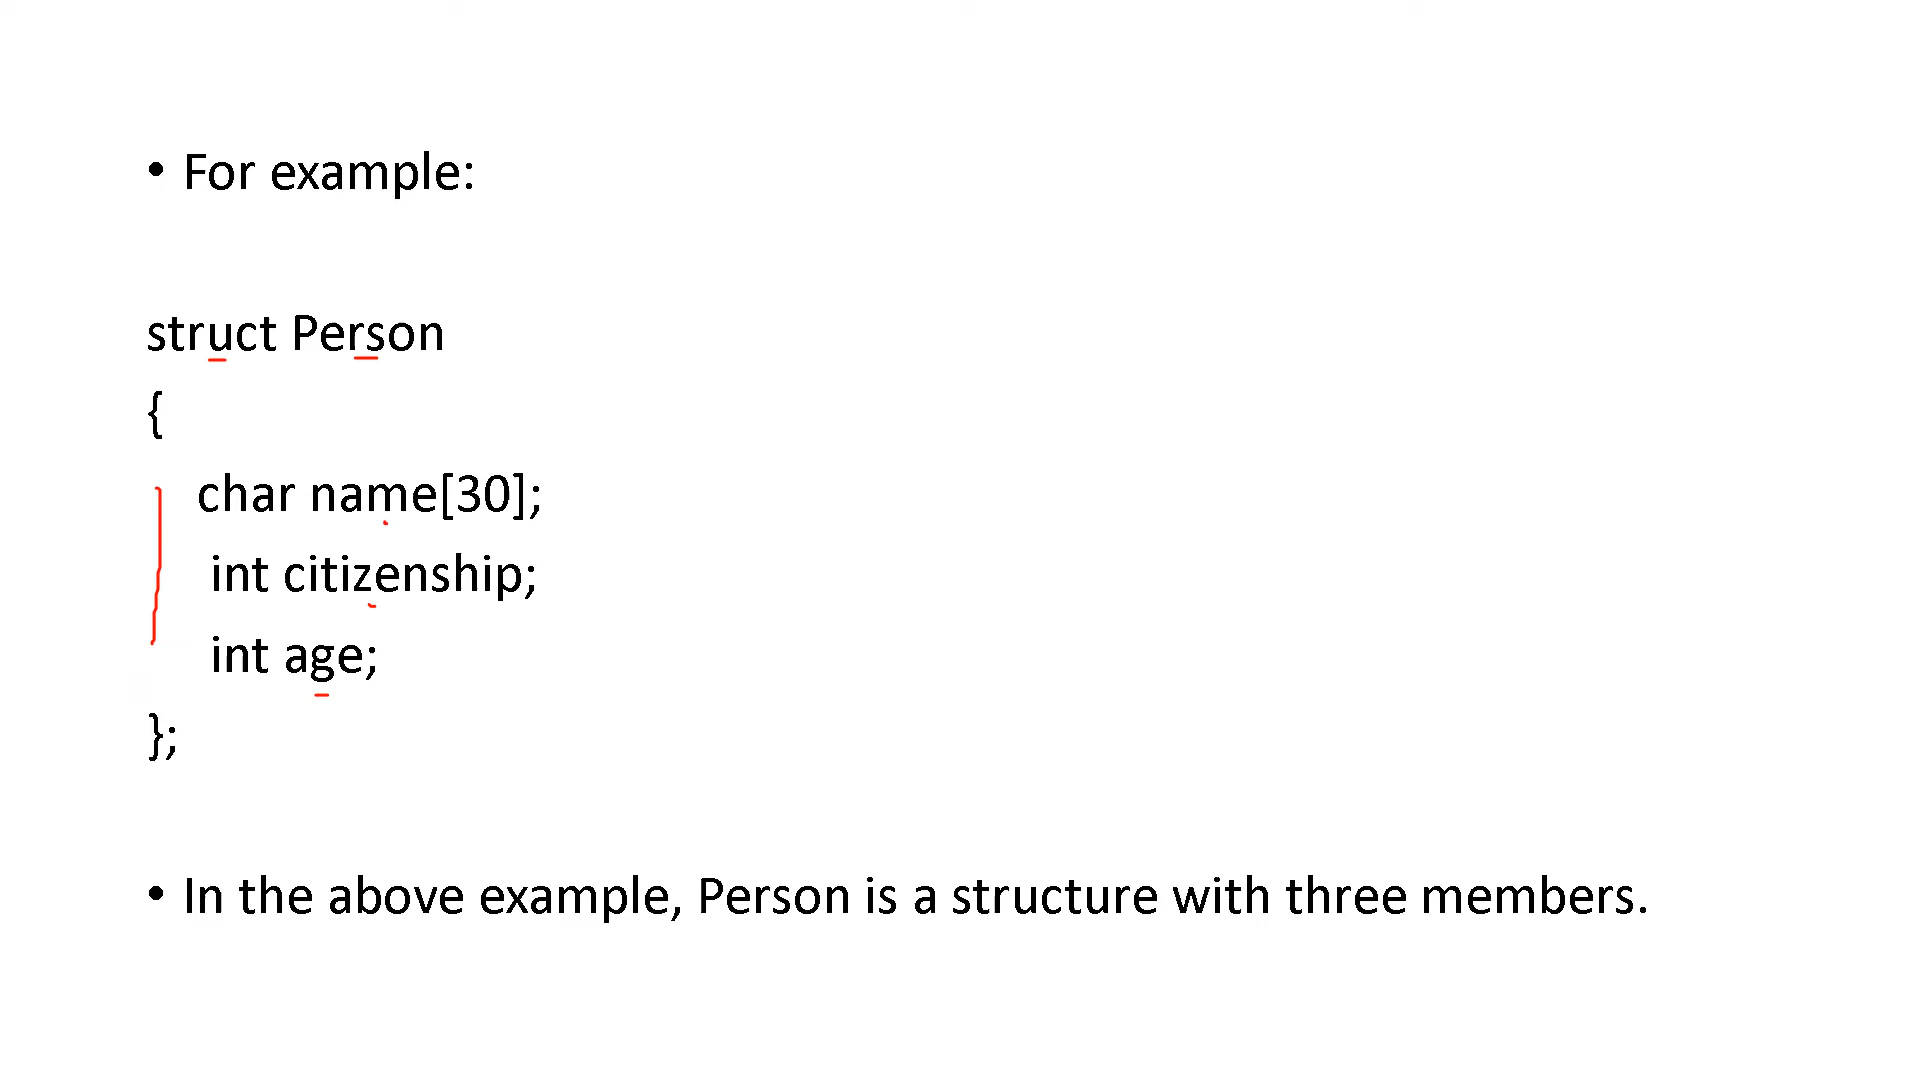 • For example:
struct Person
{
char name[30];
int citizenship;
int age;
};
• In the above example, Person is a structure with three members.